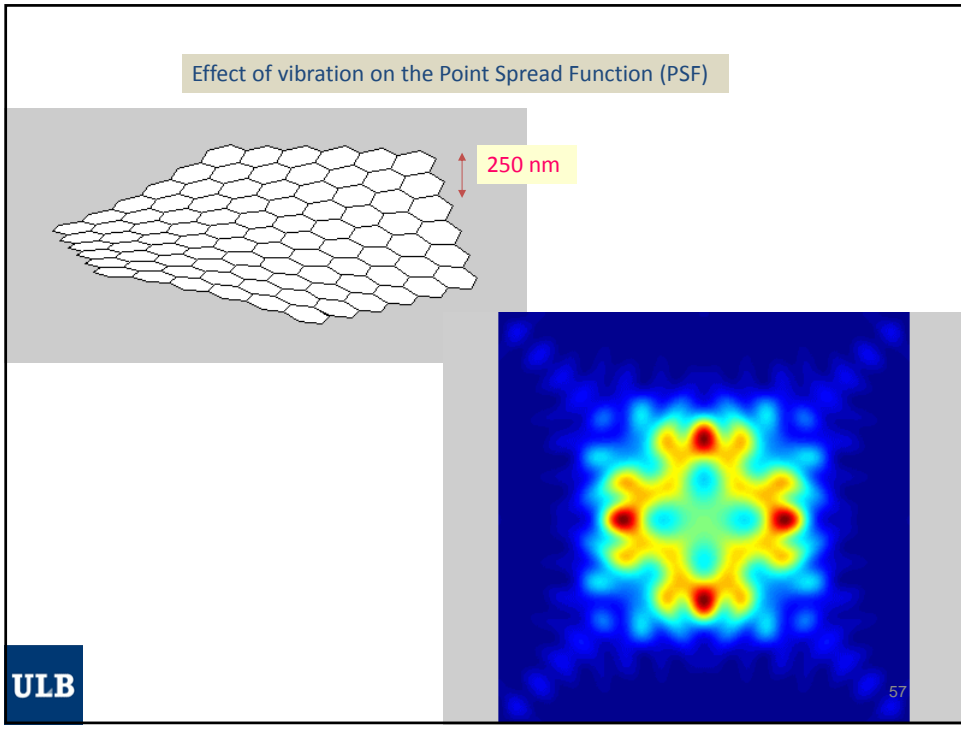 Effect of vibration on the Point Spread Function (PSF)
250 nm
57
ULB